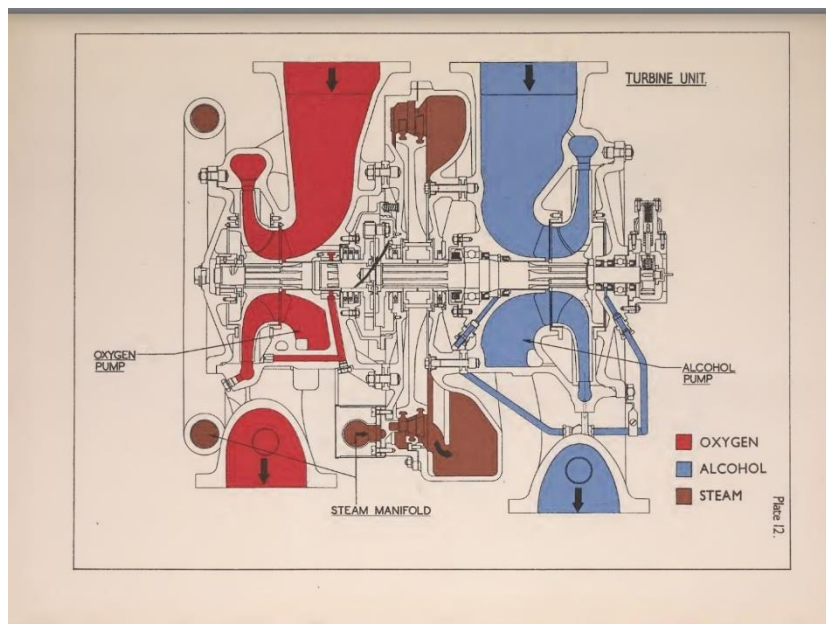 TURBINE UNIT.
OXYGEN
PUMP
ALCOHOL
PUMP
OXYGEN
ALCOHOL
STEAM
STEAM MANIFOLD
Plate 12.